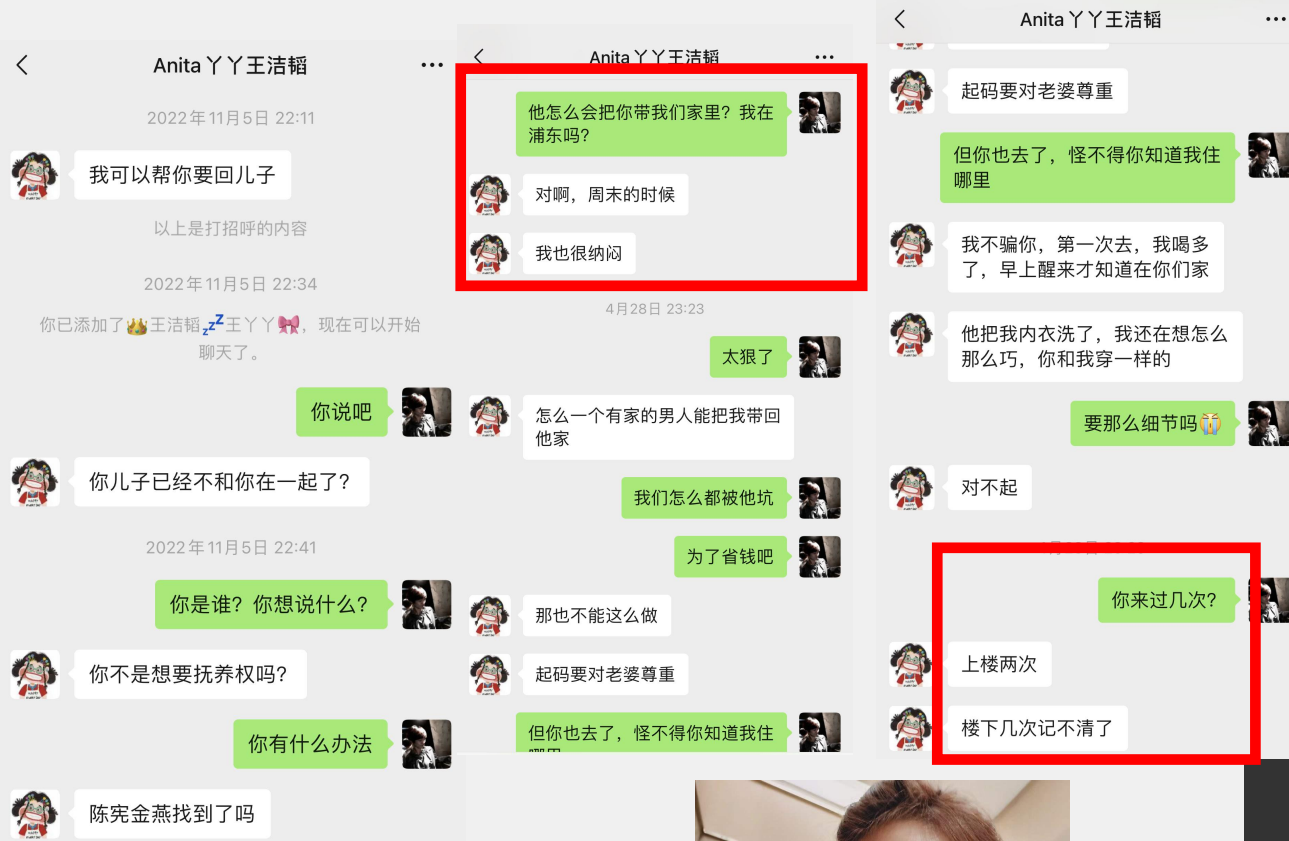 Anita丫丫王洁韬
2022年11月5日 22:11
我可以帮你要回儿子
以上是打招呼的内容
2022年11月5日 22:34
你已添加了👑王洁韬💤王丫丫🎀，现在可以开始
聊天了。
你说吧
你儿子已经不和你在一起了?
2022年11月5日 22:41
你是谁? 你想说什么?
你不是想要抚养权吗?
你有什么办法
陈宪金燕找到了吗
Anita丫丫王洁韬
他怎么会把你带我们家里? 我在
浦东吗?
对啊，周末的时候
我也很纳闷
4月28日 23:23
太狠了
怎么一个有家的男人能把我带回
他家
我们怎么都被他坑
为了省钱吧
那也不能这么做
起码要对老婆尊重
但你也去了，怪不得你知道我住
Anita丫丫王洁韬
起码要对老婆尊重
但你也去了，怪不得你知道我住
哪里
我不骗你，第一次去，我喝多
了，早上醒来才知道在你们家
他把我内衣洗了，我还在想怎么
那么巧，你和我穿一样的
要那么细节吗😭
对不起
你来过几次?
上楼两次
楼下几次记不清了